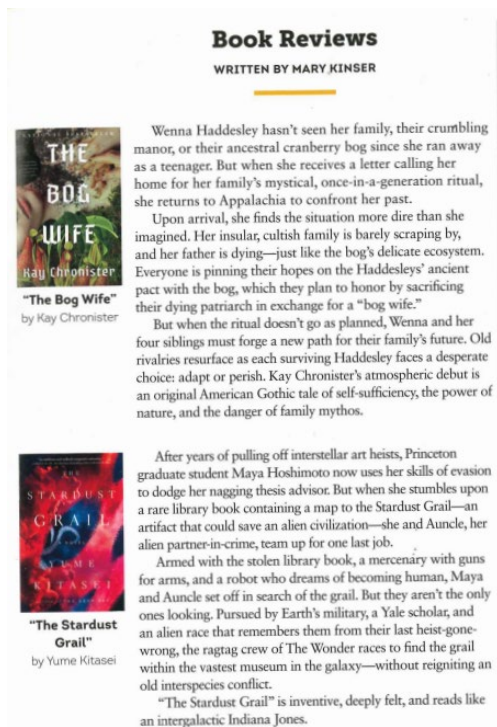 Book Reviews
WRITTEN BY MARY KINSER
THE
BOG
WIFE
Kay Chronister
"The Bog Wife"
by Kay Chronister
Wenna Haddesley hasn't seen her family, their crumbling
manor, or their ancestral cranberry bog since she ran away
as a teenager. But when she receives a letter calling her
home for her family's mystical, once-in-a-generation ritual,
she returns to Appalachia to confront her past.
Upon arrival, she finds the situation more dire than she
imagined. Her insular, cultish family is barely scraping by,
and her father is dying—just like the bog's delicate ecosystem.
Everyone is pinning their hopes on the Haddesleys' ancient
pact with the bog, which they plan to honor by sacrificing
their dying patriarch in exchange for a "bog wife."
But when the ritual doesn't go as planned, Wenna and her
four siblings must forge a new path for their family's future. Old
rivalries resurface as each surviving Haddesley faces a desperate
choice: adapt or perish. Kay Chronister's atmospheric debut is
an original American Gothic tale of self-sufficiency, the power of
nature, and the danger of family mythos.
THE
STARDUST
GRAIL
YUME
KITASEI
"The Stardust
Grail"
by Yume Kitasei
After years of pulling off interstellar art heists, Princeton
graduate student Maya Hoshimoto now uses her skills of evasion
to dodge her nagging thesis advisor. But when she stumbles upon
a rare library book containing a map to the Stardust Grail—an
artifact that could save an alien civilization—she and Auncle, her
alien partner-in-crime, team up for one last job.
Armed with the stolen library book, a mercenary with guns
for arms, and a robot who dreams of becoming human, Maya
and Auncle set off in search of the grail. But they aren't the only
ones looking. Pursued by Earth's military, a Yale scholar, and
an alien race that remembers them from their last heist-gone-
wrong, the ragtag crew of The Wonder races to find the grail
within the vastest museum in the galaxy—without reigniting an
old interspecies conflict.
"The Stardust Grail" is inventive, deeply felt, and reads like
an intergalactic Indiana Jones.